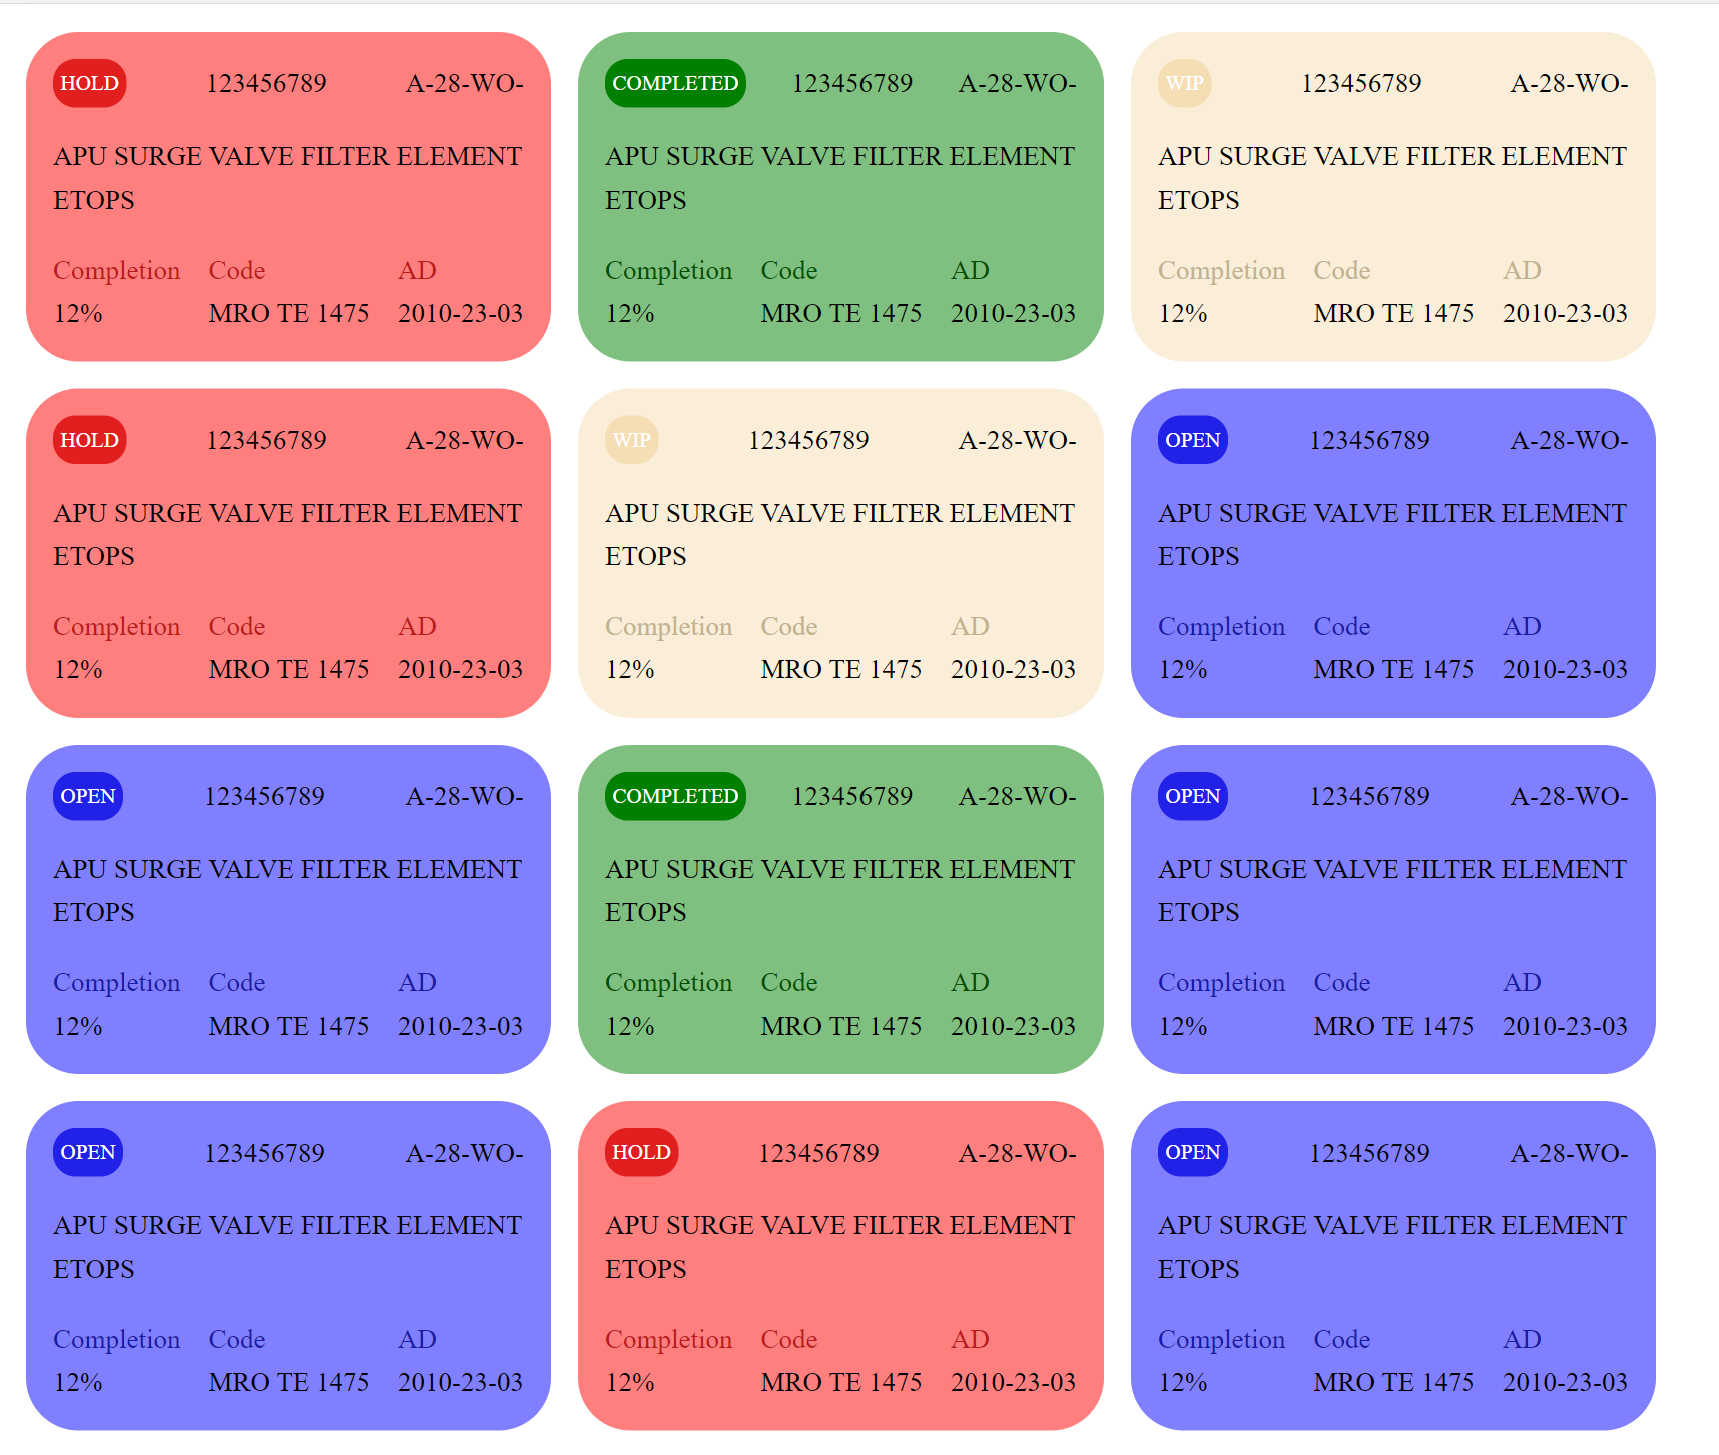 HOLD 123456789 A-28-WO-
APU SURGE VALVE FILTER ELEMENT
ETOPS
Completion Code AD
12% MRO TE 1475 2010-23-03
COMPLETED 123456789 A-28-WO-
APU SURGE VALVE FILTER ELEMENT
ETOPS
Completion Code AD
12% MRO TE 1475 2010-23-03
WIP 123456789 A-28-WO-
APU SURGE VALVE FILTER ELEMENT
ETOPS
Completion Code AD
12% MRO TE 1475 2010-23-03
HOLD 123456789 A-28-WO-
APU SURGE VALVE FILTER ELEMENT
ETOPS
Completion Code AD
12% MRO TE 1475 2010-23-03
WIP 123456789 A-28-WO-
APU SURGE VALVE FILTER ELEMENT
ETOPS
Completion Code AD
12% MRO TE 1475 2010-23-03
OPEN 123456789 A-28-WO-
APU SURGE VALVE FILTER ELEMENT
ETOPS
Completion Code AD
12% MRO TE 1475 2010-23-03
OPEN 123456789 A-28-WO-
APU SURGE VALVE FILTER ELEMENT
ETOPS
Completion Code AD
12% MRO TE 1475 2010-23-03
COMPLETED 123456789 A-28-WO-
APU SURGE VALVE FILTER ELEMENT
ETOPS
Completion Code AD
12% MRO TE 1475 2010-23-03
OPEN 123456789 A-28-WO-
APU SURGE VALVE FILTER ELEMENT
ETOPS
Completion Code AD
12% MRO TE 1475 2010-23-03
OPEN 123456789 A-28-WO-
APU SURGE VALVE FILTER ELEMENT
ETOPS
Completion Code AD
12% MRO TE 1475 2010-23-03
HOLD 123456789 A-28-WO-
APU SURGE VALVE FILTER ELEMENT
ETOPS
Completion Code AD
12% MRO TE 1475 2010-23-03
OPEN 123456789 A-28-WO-
APU SURGE VALVE FILTER ELEMENT
ETOPS
Completion Code AD
12% MRO TE 1475 2010-23-03